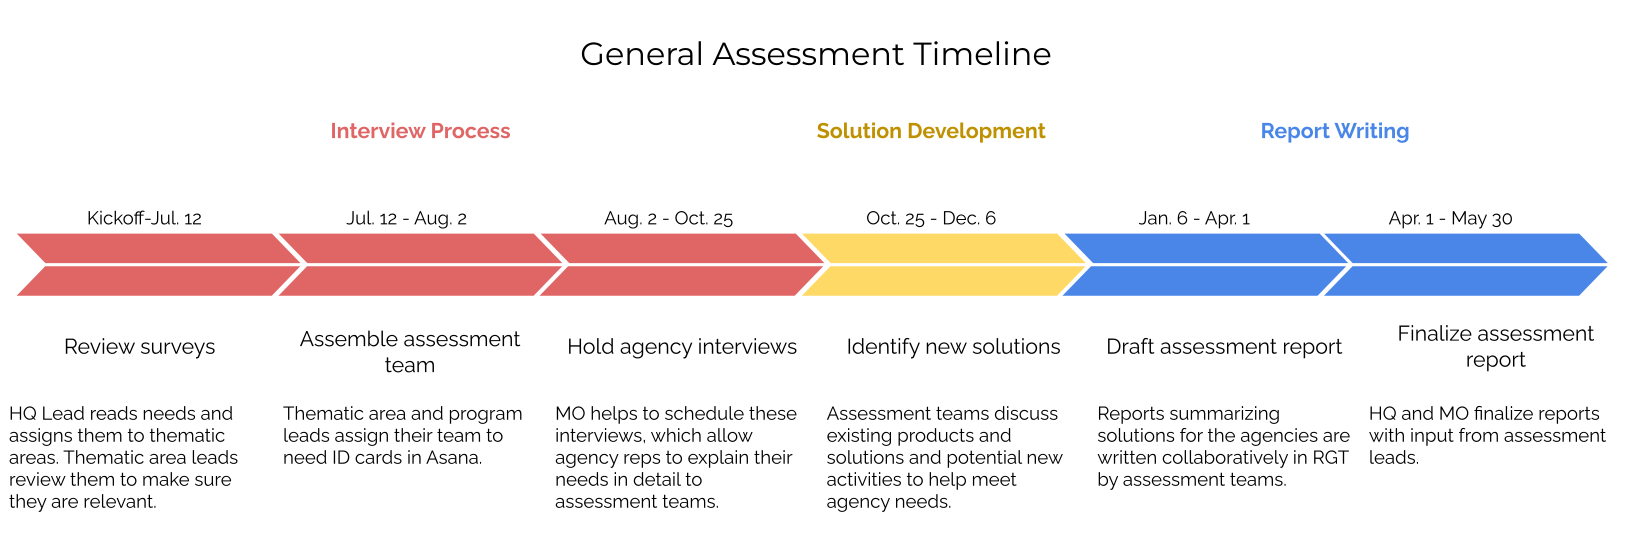 General Assessment Timeline
Interview Process
Solution Development
Report Writing
Kickoff-Jul. 12
Jul. 12 - Aug. 2
Aug. 2 - Oct. 25
Oct. 25 - Dec. 6
Jan. 6 - Apr. 1
Apr. 1 - May 30
Review surveys
Assemble assessment
team
Hold agency interviews
Identify new solutions
Draft assessment report
Finalize assessment
report
HQ Lead reads needs and
assigns them to thematic
areas. Thematic area leads
review them to make sure
they are relevant.
Thematic area and program
leads assign their team to
need ID cards in Asana.
MO helps to schedule these
interviews, which allow
agency reps to explain their
needs in detail to
assessment teams.
Assessment teams discuss
existing products and
solutions and potential new
activities to help meet
agency needs.
Reports summarizing
solutions for the agencies are
written collaboratively in RGT
by assessment teams.
HQ and MO finalize reports
with input from assessment
leads.